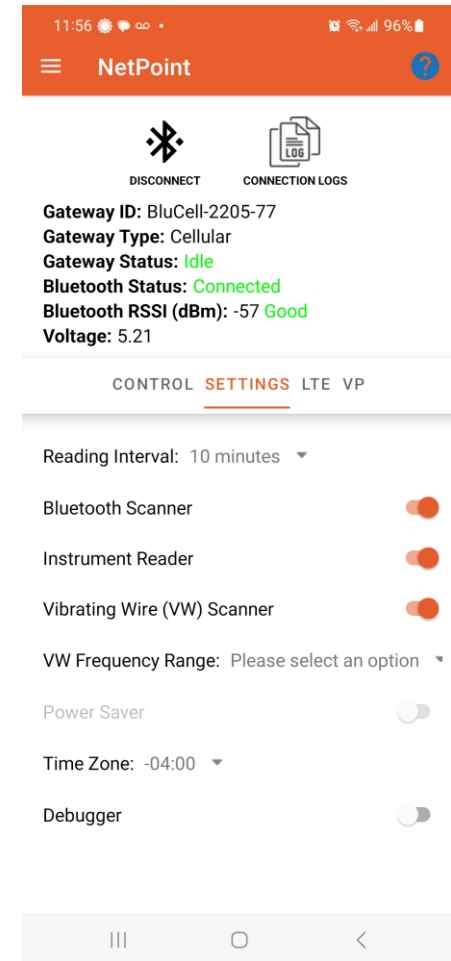 11:56 96%
NetPoint ?
LOG
DISCONNECT CONNECTION LOGS
Gateway ID: BluCell-2205-77
Gateway Type: Cellular
Gateway Status: Idle
Bluetooth Status: Connected
Bluetooth RSSI (dBm): -57 Good
Voltage: 5.21
CONTROL SETTINGS LTE VP
Reading Interval: 10 minutes
Bluetooth Scanner
Instrument Reader
Vibrating Wire (VW) Scanner
VW Frequency Range: Please select an option
Power Saver
Time Zone: -04:00
Debugger